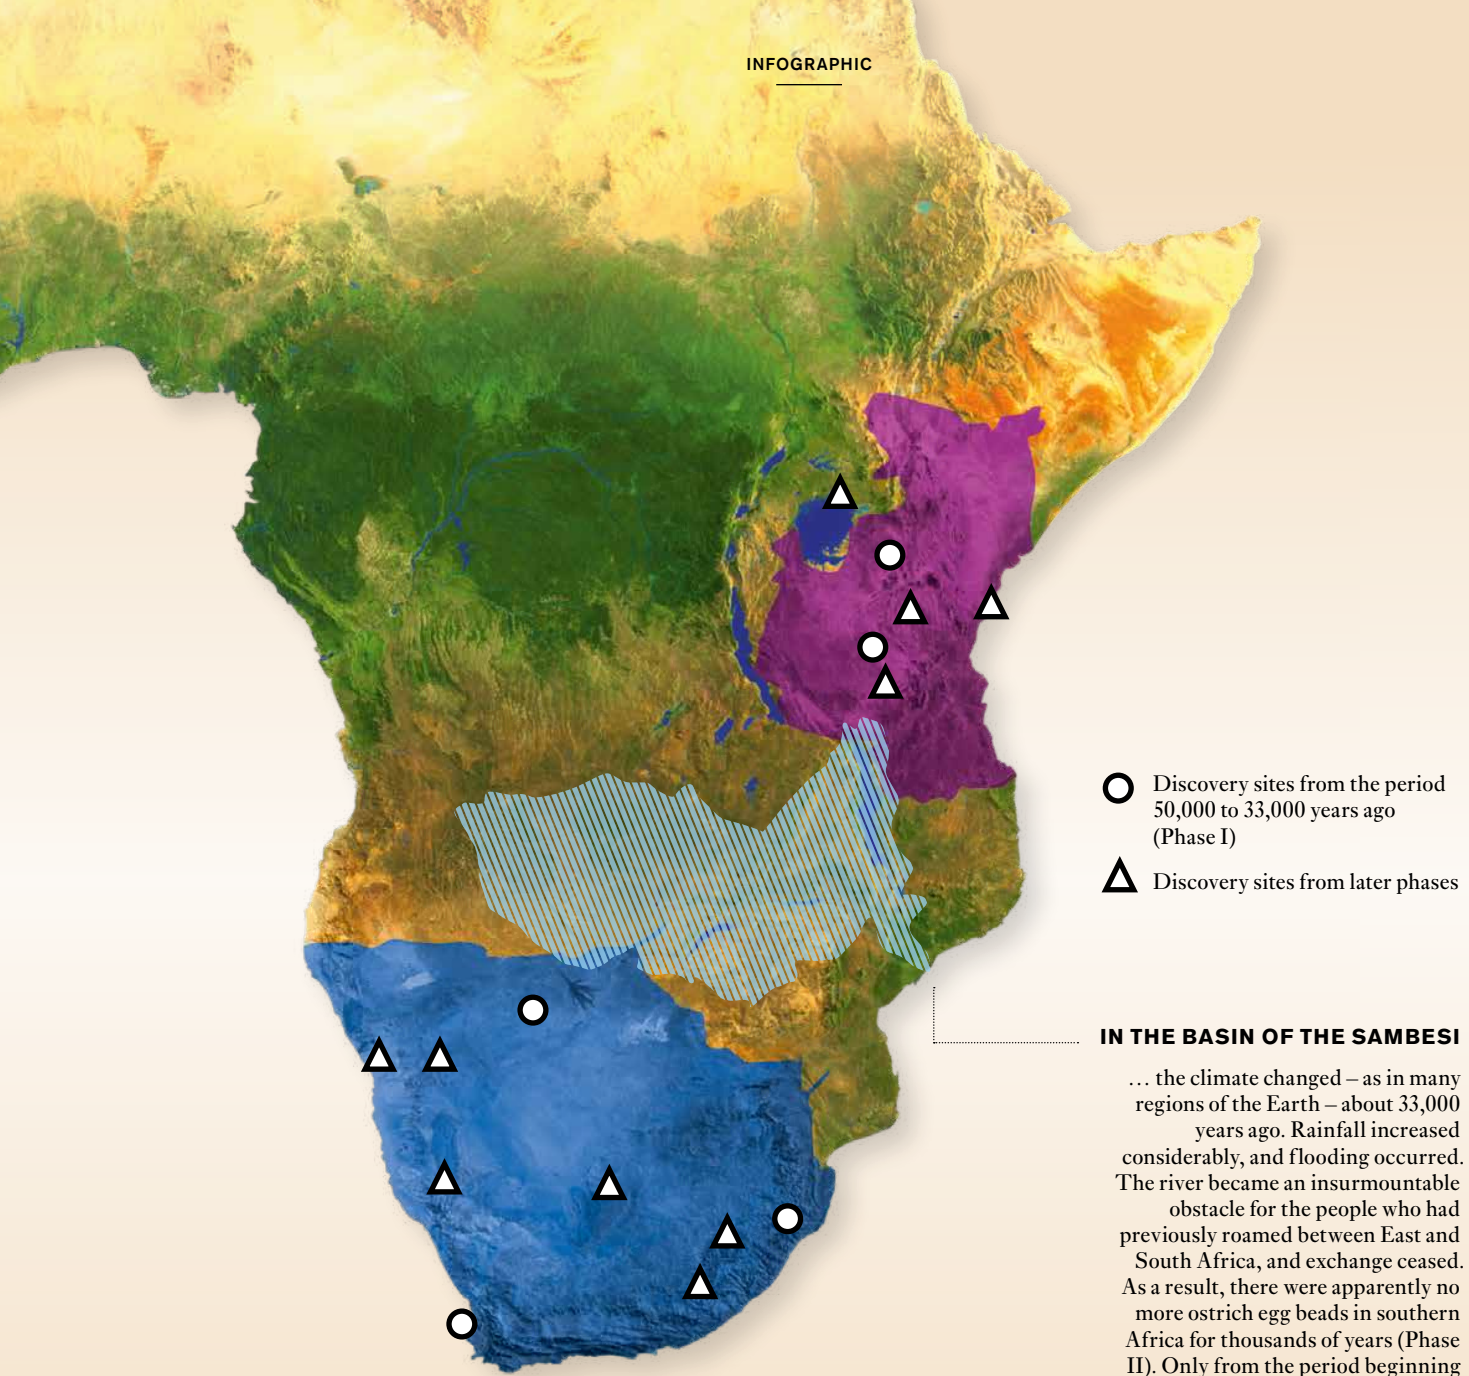 INFOGRAPHIC
Discovery sites from the period
50,000 to 33,000 years ago
(Phase I)
Discovery sites from later phases
IN THE BASIN OF THE SAMBESI
… the climate changed – as in many
regions of the Earth – about 33,000
years ago. Rainfall increased
considerably, and flooding occurred.
The river became an insurmountable
obstacle for the people who had
previously roamed between East and
South Africa, and exchange ceased.
As a result, there were apparently no
more ostrich egg beads in southern
Africa for thousands of years (Phase
II). Only from the period beginning